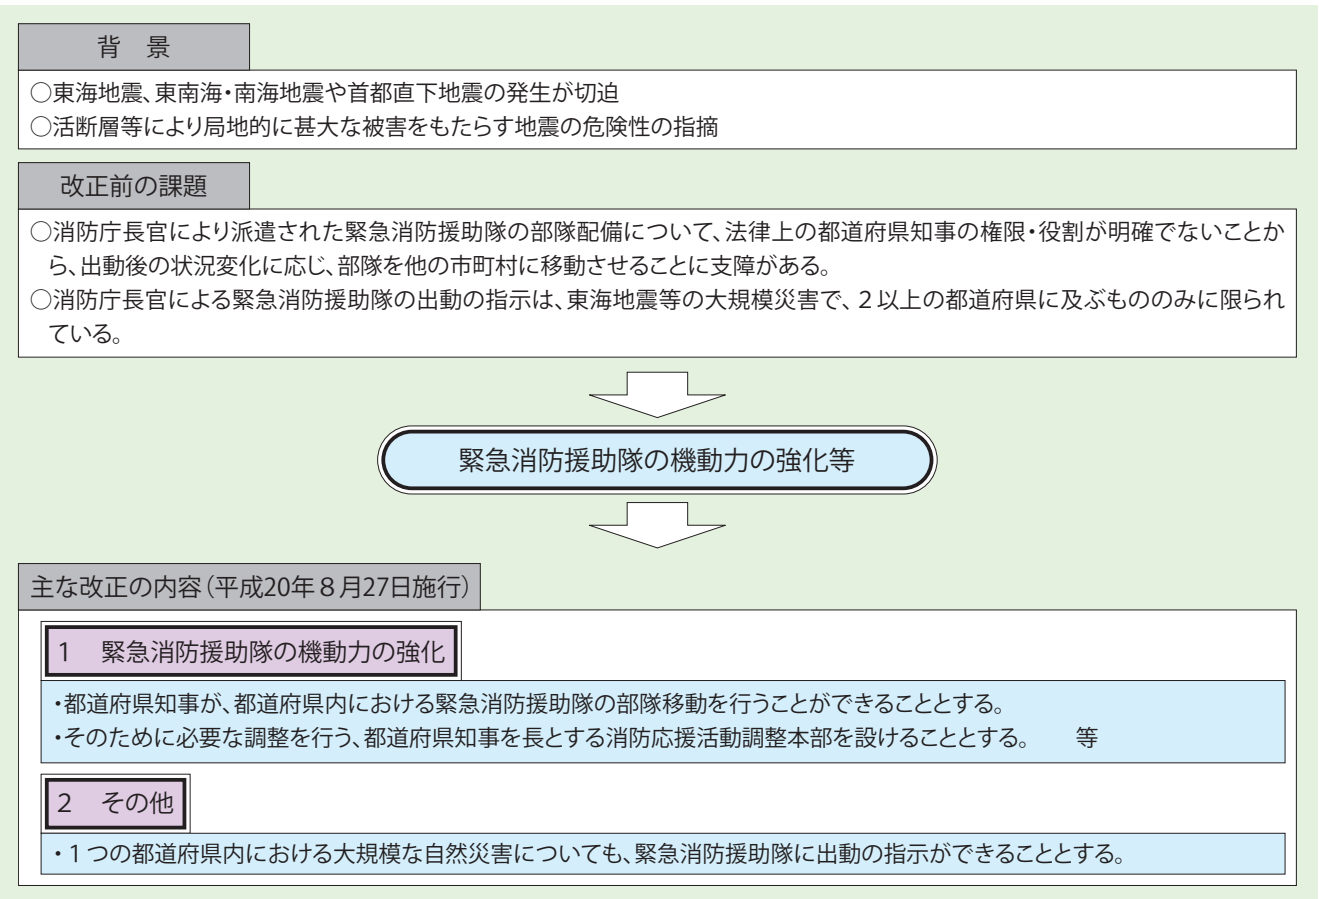 背　景
○東海地震、東南海・南海地震や首都直下地震の発生が切迫
○活断層等により局地的に甚大な被害をもたらす地震の危険性の指摘
改正前の課題
○消防庁長官により派遣された緊急消防援助隊の部隊配備について、法律上の都道府県知事の権限・役割が明確でないことか
ら、出動後の状況変化に応じ、部隊を他の市町村に移動させることに支障がある。
○消防庁長官による緊急消防援助隊の出動の指示は、東海地震等の大規模災害で、２以上の都道府県に及ぶもののみに限られ
ている。
緊急消防援助隊の機動力の強化等
主な改正の内容（平成20年８月27日施行）
１　緊急消防援助隊の機動力の強化
・都道府県知事が、都道府県内における緊急消防援助隊の部隊移動を行うことができることとする。
・そのために必要な調整を行う、都道府県知事を長とする消防応援活動調整本部を設けることとする。　　等
２　その他
・１つの都道府県内における大規模な自然災害についても、緊急消防援助隊に出動の指示ができることとする。